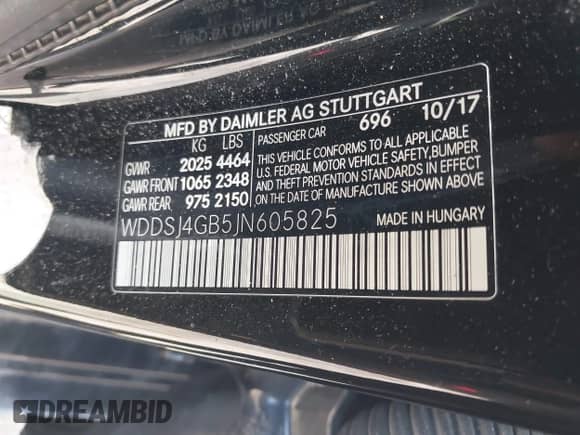 MFD BY DAIMLER AG STUTTGART
KG LBS PASSENGER CAR 696 10/17
GVWR 2025 4464
GAWR FRONT 1065 2348
GAWR REAR 975 2150
THIS VEHICLE CONFORMS TO ALL APPLICABLE
U.S. FEDERAL MOTOR VEHICLE SAFETY, BUMPER
AND THEFT PREVENTION STANDARDS IN EFFECT
ON THE DATE OF MANUFACTURE SHOWN ABOVE.
WDDSJ4GB5JN605825 MADE IN HUNGARY
DREAMBID